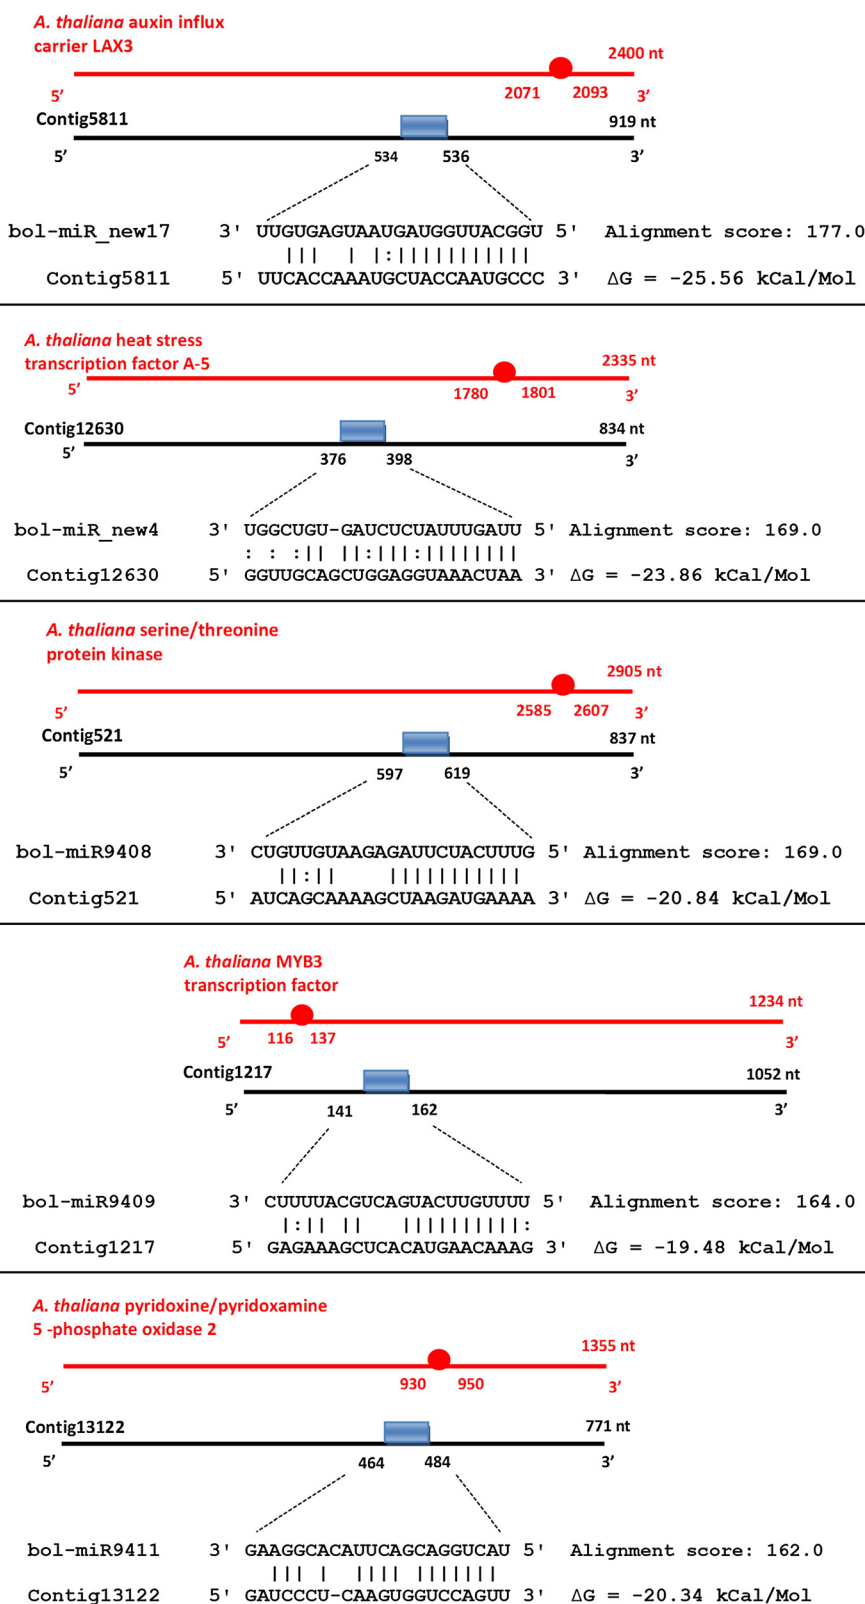 A. thaliana auxin influx
carrier LAX3
2400 nt
5’ 2071 2093 3’
Contig5811 919 nt
5’ 534 536 3’
bol-miR_new17 3' UUGUGAGUAAUGAUGGUUACGGU 5' Alignment score: 177.0
||| | |:|||||||||||
Contig5811 5' UUCACCAAAUGCUACCAAUGCCC 3' ΔG = -25.56 kCal/Mol
A. thaliana heat stress
transcription factor A-5
2335 nt
5’ 1780 1801 3’
Contig12630 834 nt
5’ 376 398 3’
bol-miR_new4 3' UGGCUGU-GAUCUCUAUUUGAUU 5' Alignment score: 169.0
: : :|| ||:|||:||||||||
Contig12630 5' GGUUGCAGCUGGAGGUAAACUAA 3' ΔG = -23.86 kCal/Mol
A. thaliana serine/threonine
protein kinase
2905 nt
5’ 2585 2607 3’
Contig521 837 nt
5’ 597 619 3’
bol-miR9408 3' CUGUUGUAAGAGAUUCUACUUUG 5' Alignment score: 169.0
||:|| |||||||||||
Contig521 5' AUCAGCAAAAGCUAAGAUGAAAA 3' ΔG = -20.84 kCal/Mol
A. thaliana MYB3
transcription factor
1234 nt
5’ 116 137 3’
Contig1217 1052 nt
5’ 141 162 3’
bol-miR9409 3' CUUUUACGUCAGUACUUGUUUU 5' Alignment score: 164.0
|:|| || ||||||||||:
Contig1217 5' GAGAAAGCUCACAUGAACAAAG 3' ΔG = -19.48 kCal/Mol
A. thaliana pyridoxine/pyridoxamine
5 -phosphate oxidase 2
1355 nt
5’ 930 950 3’
Contig13122 771 nt
5’ 464 484 3’
bol-miR9411 3' GAAGGCACAUUCAGCAGGUCAU 5' Alignment score: 162.0
||| | |||| |||||||
Contig13122 5' GAUCCCU-CAAGUGGUCCAGUU 3' ΔG = -20.34 kCal/Mol